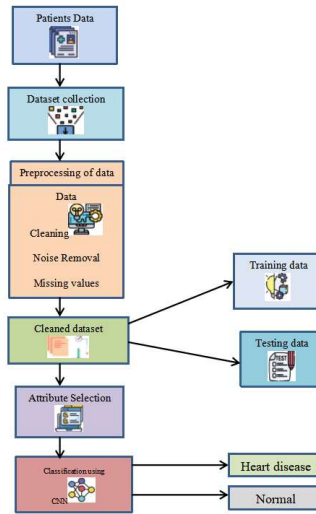 Patients Data
Dataset collection
Preprocessing of data
Data
Cleaning
Noise Removal
Missing values
Cleaned dataset
Training data
Testing data
TEST
Attribute Selection
Classification using
CNN
Heart disease
Normal